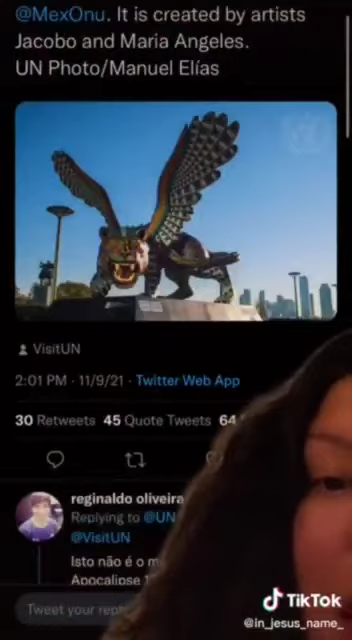 @MexOnu. It is created by artists
Jacobo and Maria Angeles.
UN Photo/Manuel Elías
VisitUN
2:01 PM · 11/9/21 · Twitter Web App
30 Retweets 45 Quote Tweets 64
reginaldo oliveira
Replying to @UN
@VisitUN
Isto não é o
Apocalipse
Tweet your
TikTok
@in_jesus_name_